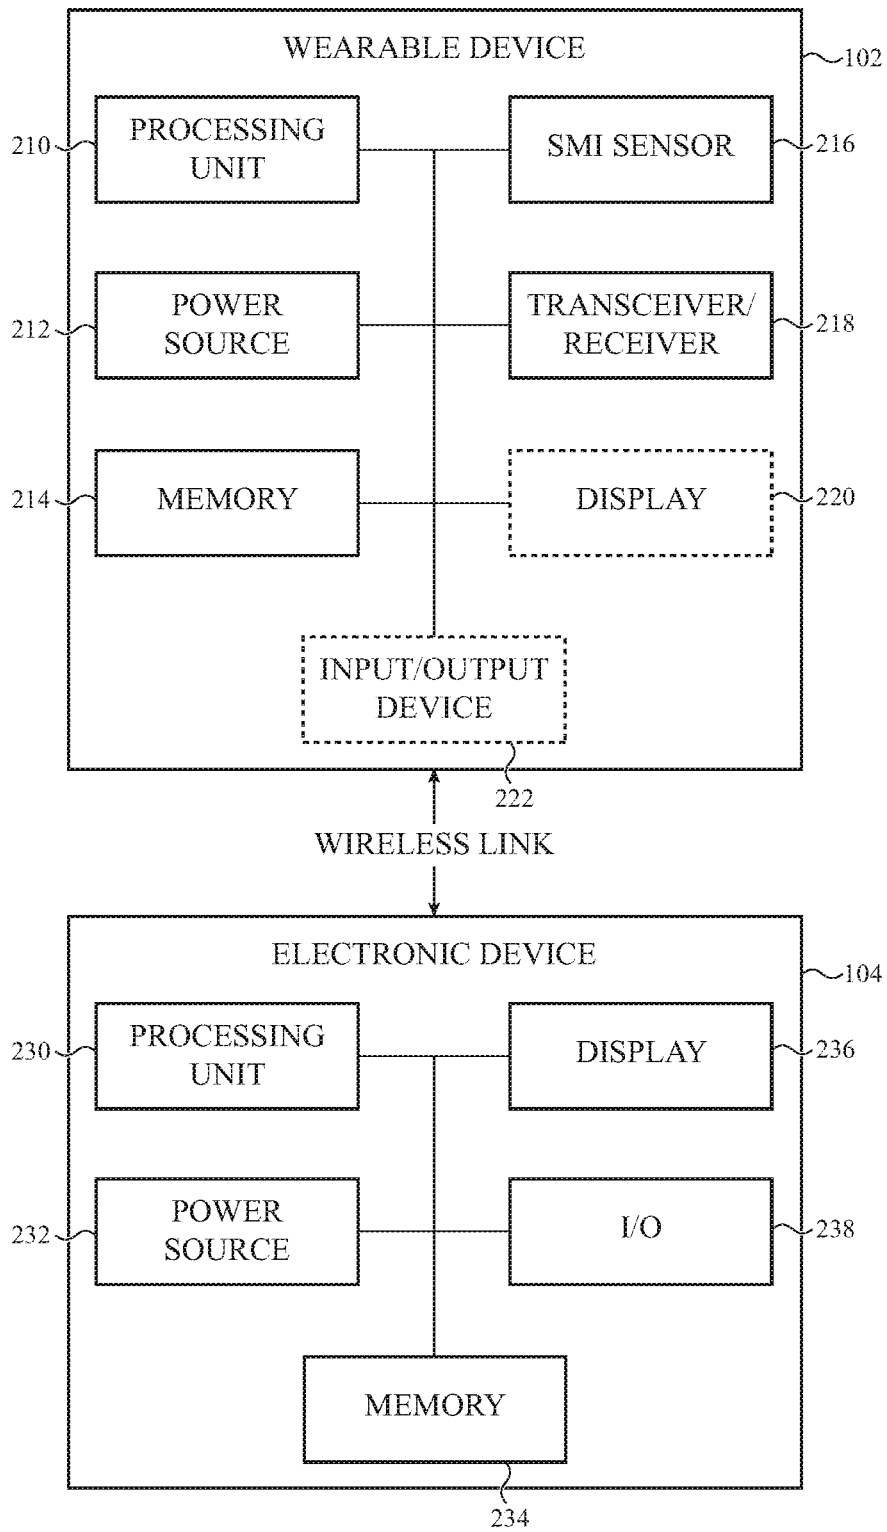 WEARABLE DEVICE
102
PROCESSING
UNIT
210
SMI SENSOR
216
POWER
SOURCE
212
TRANSCEIVER/
RECEIVER
218
MEMORY
214
DISPLAY
220
INPUT/OUTPUT
DEVICE
222
WIRELESS LINK
ELECTRONIC DEVICE
104
PROCESSING
UNIT
230
DISPLAY
236
POWER
SOURCE
232
I/O
238
MEMORY
234